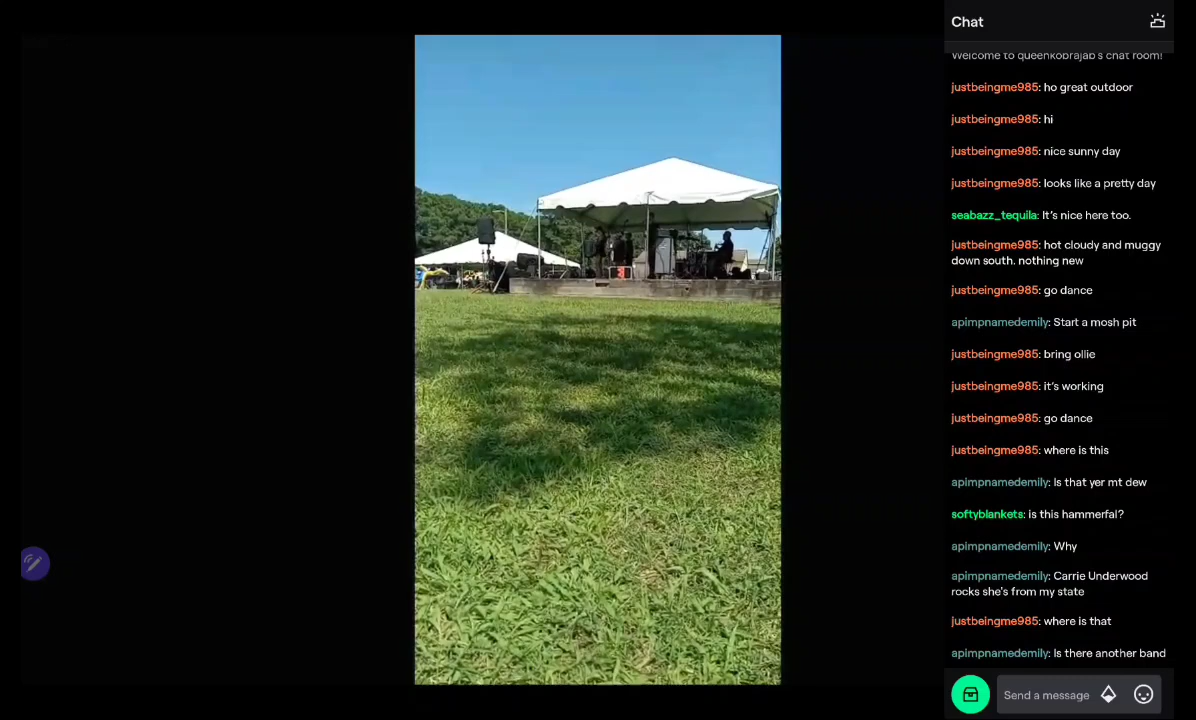 Chat
Welcome to queenkobrajab's chat room!
justbeingme985: ho great outdoor
justbeingme985: hi
justbeingme985: nice sunny day
justbeingme985: looks like a pretty day
seabazz_tequila: It's nice here too.
justbeingme985: hot cloudy and muggy
down south. nothing new
justbeingme985: go dance
apimpnamedemily: Start a mosh pit
justbeingme985: bring ollie
justbeingme985: it's working
justbeingme985: go dance
justbeingme985: where is this
apimpnamedemily: Is that yer mt dew
softyblankets: is this hammerfal?
apimpnamedemily: Why
apimpnamedemily: Carrie Underwood
rocks she's from my state
justbeingme985: where is that
apimpnamedemily: Is there another band
Send a message